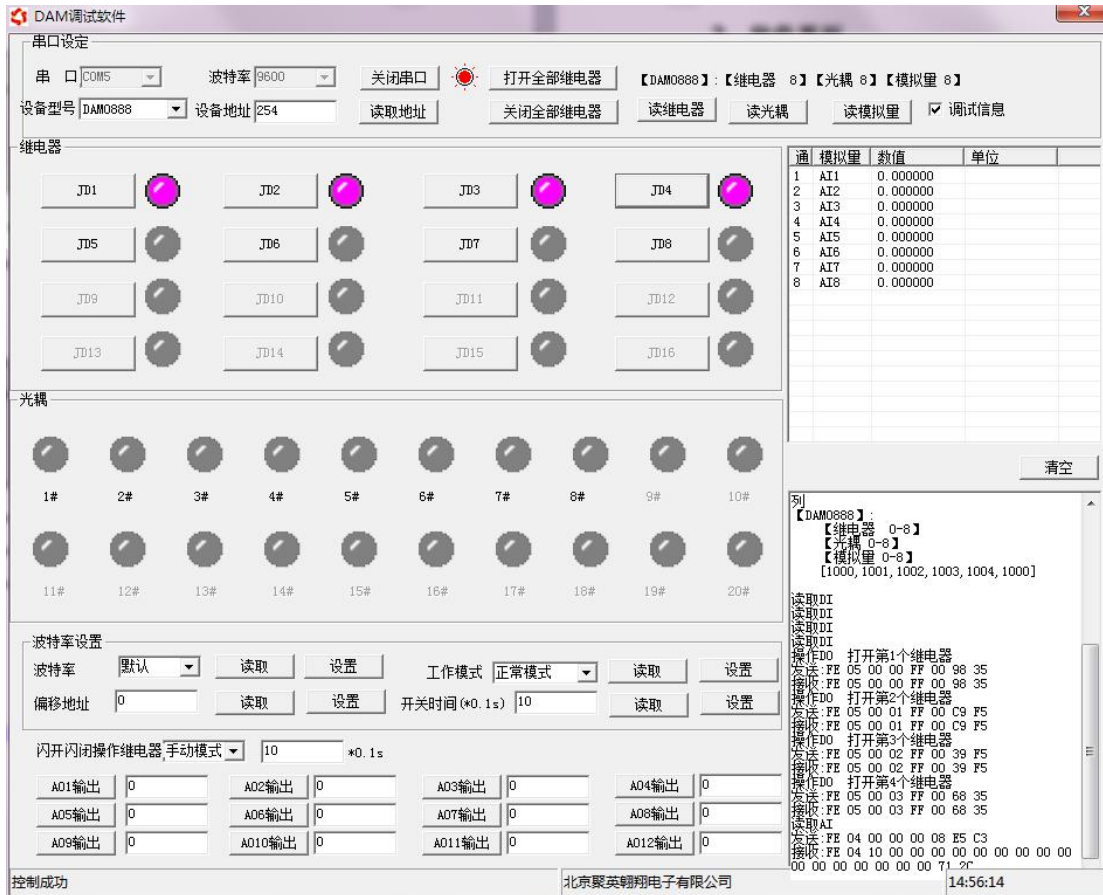 DAM调试软件
串口设定
串 口 COM5 波特率 9600 关闭串口 打开全部继电器 【DAM0888】:【继电器 8】【光耦 8】【模拟量 8】
设备型号 DAM0888 设备地址 254 读取地址 关闭全部继电器 读继电器 读光耦 读模拟量 调试信息
继电器
JD1 JD2 JD3 JD4
JD5 JD6 JD7 JD8
JD9 JD10 JD11 JD12
JD13 JD14 JD15 JD16
通 模拟量 数值 单位
1 AI1 0.000000
2 AI2 0.000000
3 AI3 0.000000
4 AI4 0.000000
5 AI5 0.000000
6 AI6 0.000000
7 AI7 0.000000
8 AI8 0.000000
光耦
1# 2# 3# 4# 5# 6# 7# 8# 9# 10#
11# 12# 13# 14# 15# 16# 17# 18# 19# 20#
清空
列
【DAM0888】:
【继电器 0-8】
【光耦 0-8】
【模拟量 0-8】
[1000,1001,1002,1003,1004,1000]
读取DI
读取DI
读取DI
读取DI
操作DO 打开第1个继电器
发送:FE 05 00 00 FF 00 98 35
接收:FE 05 00 00 FF 00 98 35
操作DO 打开第2个继电器
发送:FE 05 00 01 FF 00 C9 F5
接收:FE 05 00 01 FF 00 C9 F5
操作DO 打开第3个继电器
发送:FE 05 00 02 FF 00 39 F5
接收:FE 05 00 02 FF 00 39 F5
操作DO 打开第4个继电器
发送:FE 05 00 03 FF 00 68 35
接收:FE 05 00 03 FF 00 68 35
读取AI
发送:FE 04 00 00 00 08 E5 C3
接收:FE 04 10 00 00 00 00 00 00 00 00 00
00 00 00 00 00 00 00 71 2C
波特率设置
波特率 默认 读取 设置 工作模式 正常模式 读取 设置
偏移地址 0 读取 设置 开关时间(*0.1s) 10 读取 设置
闪开闪闭操作继电器 手动模式 10 *0.1s
AO1输出 0 AO2输出 0 AO3输出 0 AO4输出 0
AO5输出 0 AO6输出 0 AO7输出 0 AO8输出 0
AO9输出 0 AO10输出 0 AO11输出 0 AO12输出 0
控制成功 北京聚英翱翔电子有限公司 14:56:14